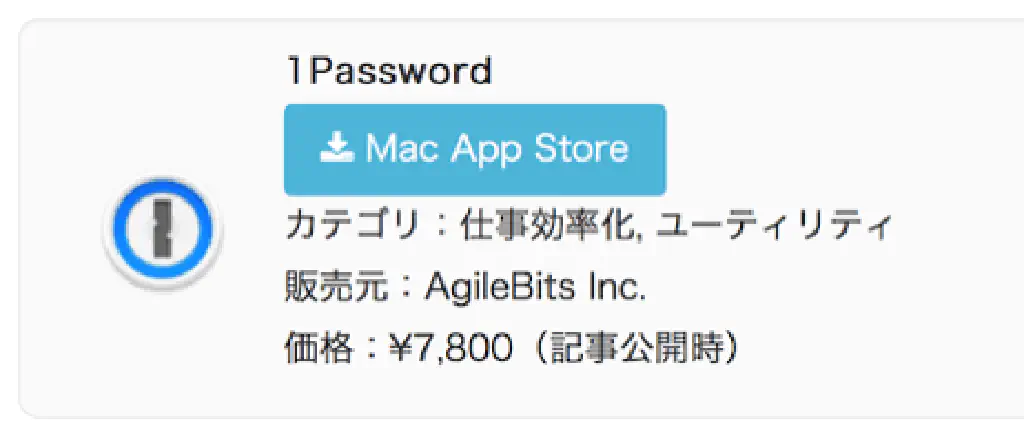 1Password
Mac App Store
カテゴリ：仕事効率化, ユーティリティ
販売元：AgileBits Inc.
価格：¥7,800（記事公開時）